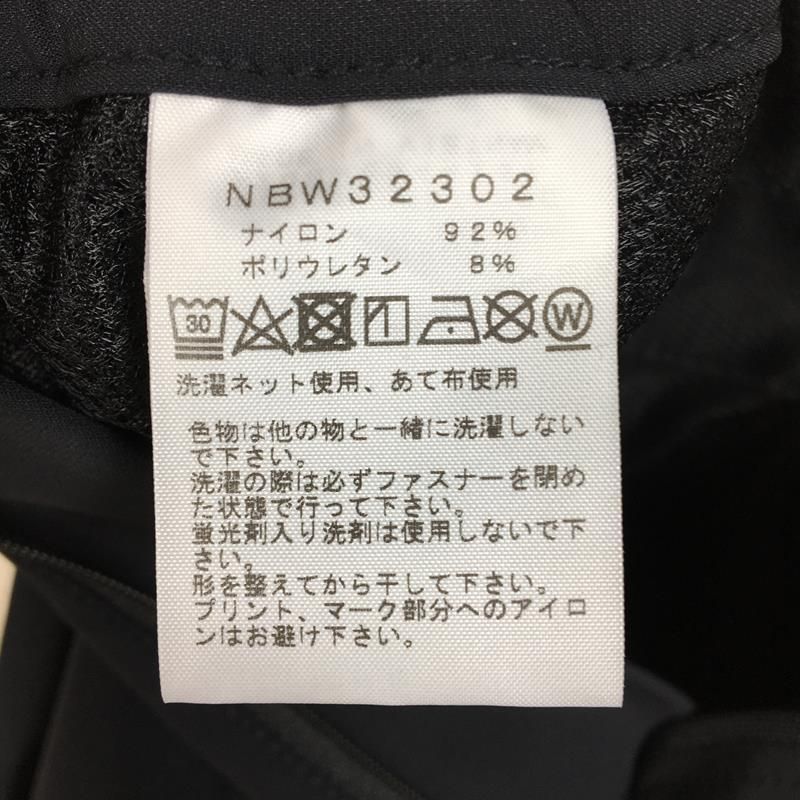 NBW32302
ナイロン 92%
ポリウレタン 8%
30 W
洗濯ネット使用、あて布使用
色物は他の物と一緒に洗濯しない
で下さい。
洗濯の際は必ずファスナーを閉め
た状態で行って下さい。
蛍光剤入り洗剤は使用しないで下
さい。
形を整えてから干して下さい。
プリント、マーク部分へのアイロ
ンはお避け下さい。